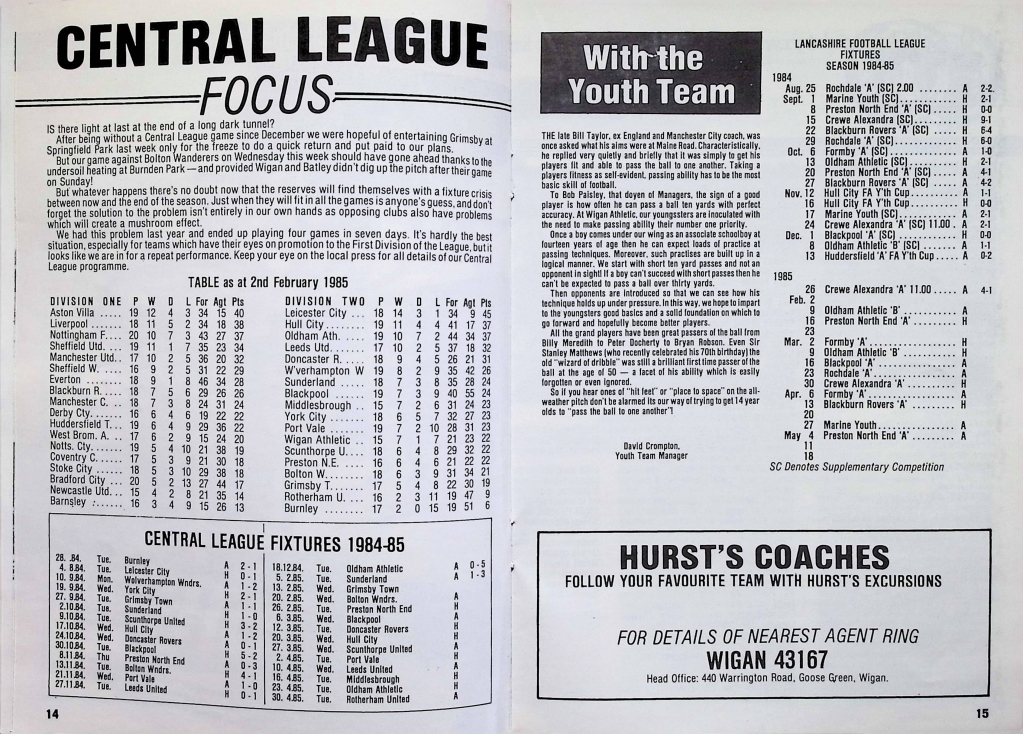 CENTRAL LEAGUE
FOCUS
IS there light at last at the end of a long dark tunnel?
After being without a Central League game since December we were hopeful of entertaining Grimsby at
Springfield Park last week only for the freeze to do a quick return and put paid to our plans.
But our game against Bolton Wanderers on Wednesday this week should have gone ahead thanks to the
undersoil heating at Burnden Park — and provided Wigan and Batley didn't dig up the pitch after their game
on Sunday!
But whatever happens there's no doubt now that the reserves will find themselves with a fixture crisis
between now and the end of the season. Just when they will fit in all the games is anyone's guess, and don't
forget the solution to the problem isn't entirely in our own hands as opposing clubs also have problems
which will create a mushroom effect.
We had this problem last year and ended up playing four games in seven days. It's hardly the best
situation, especially for teams which have their eyes on promotion to the First Division of the League, but it
looks like we are in for a repeat performance. Keep your eye on the local press for all details of our Central
League programme.
TABLE as at 2nd February 1985
DIVISION ONE P W D L For Agt Pts
Aston Villa ..... 19 12 4 3 34 15 40
Liverpool ....... 18 11 5 2 34 18 38
Nottingham F.... 20 10 7 3 43 27 37
Sheffield Utd.... 19 11 1 7 35 23 34
Manchester Utd.. 17 10 2 5 36 20 32
Sheffield W. .... 16 9 2 5 31 22 29
Everton ........ 18 9 1 8 46 34 28
Blackburn R. .... 18 7 5 6 29 26 26
Manchester C. ... 18 7 3 8 24 31 24
Derby Cty....... 16 6 4 6 19 22 22
Huddersfield T... 19 6 4 9 29 36 22
West Brom. A. ... 17 6 2 9 15 24 20
Notts. Cty....... 19 5 4 10 21 38 19
Coventry C....... 17 5 3 9 21 30 18
Stoke City ...... 18 5 3 10 29 38 18
Bradford City ... 20 5 2 13 27 44 17
Newcastle Utd... 15 4 2 8 21 35 14
Barnsley ....... 16 3 4 9 15 26 13
DIVISION TWO P W D L For Agt Pts
Leicester City ... 18 14 3 1 34 9 45
Hull City ........ 19 11 4 4 41 17 37
Oldham Ath. .... 19 10 7 2 44 34 37
Leeds Utd. ...... 17 10 2 5 37 18 32
Doncaster R. .... 18 9 4 5 26 21 31
W'verhampton W 19 8 2 9 35 42 26
Sunderland ..... 18 7 3 8 35 28 24
Blackpool ...... 19 7 3 9 40 55 24
Middlesbrough .. 15 7 2 6 31 24 23
York City ....... 18 6 5 7 32 27 23
Port Vale ....... 19 7 2 10 28 31 23
Wigan Athletic .. 15 7 1 7 21 23 22
Scunthorpe U.... 18 6 4 8 29 32 22
Preston N.E. .... 16 6 4 6 21 22 22
Bolton W........ 18 6 3 9 31 34 21
Grimsby T. ..... 17 5 4 8 22 30 19
Rotherham U. ... 16 2 3 11 19 47 9
Burnley ........ 17 2 0 15 19 51 6
CENTRAL LEAGUE FIXTURES 1984-85
28. .84. Tue. Burnley A 2-1
4. 8.84. Tue. Leicester City H 0-1
10. 9.84. Mon. Wolverhampton Wndrs. A 1-2
19. 9.84. Wed. York City H 2-1
27. 9.84. Tue. Grimsby Town A 1-1
2.10.84. Tue. Sunderland H 1-0
9.10.84. Tue. Scunthorpe United H 3-2
17.10.84. Wed. Hull City A 1-2
24.10.84. Wed. Doncaster Rovers A 0-1
30.10.84. Tue. Blackpool H 5-2
8.11.84. Thu Preston North End A 0-3
13.11.84. Tue. Bolton Wndrs. H 4-1
21.11.84. Wed. Port Vale A 1-0
27.11.84. Tue. Leeds United H 0-1
18.12.84. Tue. Oldham Athletic A 0-5
5. 2.85. Tue. Sunderland A 1-3
13. 2.85. Wed. Grimsby Town
20. 2.85. Wed. Bolton Wndrs. A
26. 2.85. Tue. Preston North End H
6. 3.85. Wed. Blackpool A
12. 3.85. Tue. Doncaster Rovers H
20. 3.85. Wed. Hull City H
27. 3.85. Wed. Scunthorpe United A
2. 4.85. Tue. Port Vale H
10. 4.85. Wed. Leeds United A
16. 4.85. Tue. Middlesbrough H
23. 4.85. Tue. Oldham Athletic H
30. 4.85. Tue. Rotherham United A
14
With the
Youth Team
THE late Bill Taylor, ex England and Manchester City coach, was
once asked what his aims were at Maine Road. Characteristically,
he replied very quietly and briefly that it was simply to get his
players fit and able to pass the ball to one another. Taking a
players fitness as self-evident, passing ability has to be the most
basic skill of football.
To Bob Paisley, that doyen of Managers, the sign of a good
player is how often he can pass a ball ten yards with perfect
accuracy. At Wigan Athletic, our youngssters are inoculated with
the need to make passing ability their number one priority.
Once a boy comes under our wing as an associate schoolboy at
fourteen years of age then he can expect loads of practice at
passing techniques. Moreover, such practises are built up in a
logical manner. We start with short ten yard passes and not an
opponent in sight! If a boy can't succeed with short passes then he
can't be expected to pass a ball over thirty yards.
Then opponents are introduced so that we can see how his
technique holds up under pressure. In this way, we hope to impart
to the youngsters good basics and a solid foundation on which to
go forward and hopefully become better players.
All the grand players have been great passers of the ball from
Billy Meredith to Peter Docherty to Bryan Robson. Even Sir
Stanley Matthews (who recently celebrated his 70th birthday) the
old "wizard of dribble" was still a brilliant first time passer of the
ball at the age of 50 — a facet of his ability which is easily
forgotten or even ignored.
So if you hear ones of "hit feet" or "place to space" on the all-
weather pitch don't be alarmed its our way of trying to get 14 year
olds to "pass the ball to one another"!
David Crompton,
Youth Team Manager
LANCASHIRE FOOTBALL LEAGUE
FIXTURES
SEASON 1984-85
1984
Aug. 25 Rochdale 'A' (SC) 2.00 ........ A 2-2.
Sept. 1 Marine Youth (SC)............ H 2-1
8 Preston North End 'A' (SC) ..... H 0-0
15 Crewe Alexandra (SC)......... H 9-1
22 Blackburn Rovers 'A' (SC) ..... H 6-4
29 Rochdale 'A' (SC)............ H 6-0
Oct. 6 Formby 'A' (SC) ............. A 1-0
13 Oldham Athletic (SC).......... H 2-1
20 Preston North End 'A' (SC) ..... A 4-1
27 Blackburn Rovers 'A' (SC) ..... A 4-2
Nov. 12 Hull City FA Y'th Cup......... A 1-1
16 Hull City FA Y'th Cup......... H 0-0
17 Marine Youth (SC) ........... A 2-1
24 Crewe Alexandra 'A' (SC) 11.00 . A 2-1
Dec. 1 Blackpool 'A' (SC) ........... H 0-0
8 Oldham Athletic 'B' (SC) ...... A 1-1
13 Huddersfield 'A' FA Y'th Cup..... A 0-2
1985
26 Crewe Alexandra 'A' 11.00 ..... A 4-1
Feb. 2
9 Oldham Athletic 'B' .......... A
16 Preston North End 'A' ......... H
23
Mar. 2 Formby 'A' ................. H
9 Oldham Athletic 'B' .......... H
16 Blackpool 'A' ............... A
23 Rochdale 'A' ............... A
30 Crewe Alexandra 'A' .......... H
Apr. 6 Formby 'A' ................. A
13 Blackburn Rovers 'A' ......... H
20
27 Marine Youth................ A
May 4 Preston North End 'A' ......... A
11
18
SC Denotes Supplementary Competition
HURST'S COACHES
FOLLOW YOUR FAVOURITE TEAM WITH HURST'S EXCURSIONS
FOR DETAILS OF NEAREST AGENT RING
WIGAN 43167
Head Office: 440 Warrington Road, Goose Green, Wigan.
15